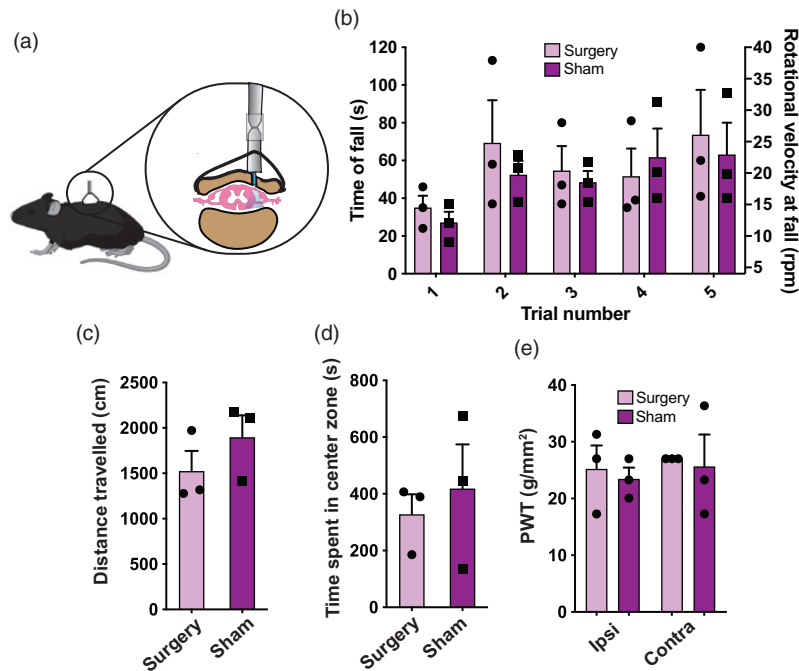 (a)
(b)
Surgery
Sham
Time of fall (s)
120
100
80
60
40
20
0
Rotational velocity at fall (rpm)
40
35
30
25
20
15
10
5
1 2 3 4 5
Trial number
(c)
Distance travelled (cm)
2500
2000
1500
1000
500
0
Surgery Sham
(d)
Time spent in center zone (s)
800
600
400
200
0
Surgery Sham
(e)
Surgery
Sham
PWT (g/mm²)
40
30
20
10
0
Ipsi Contra